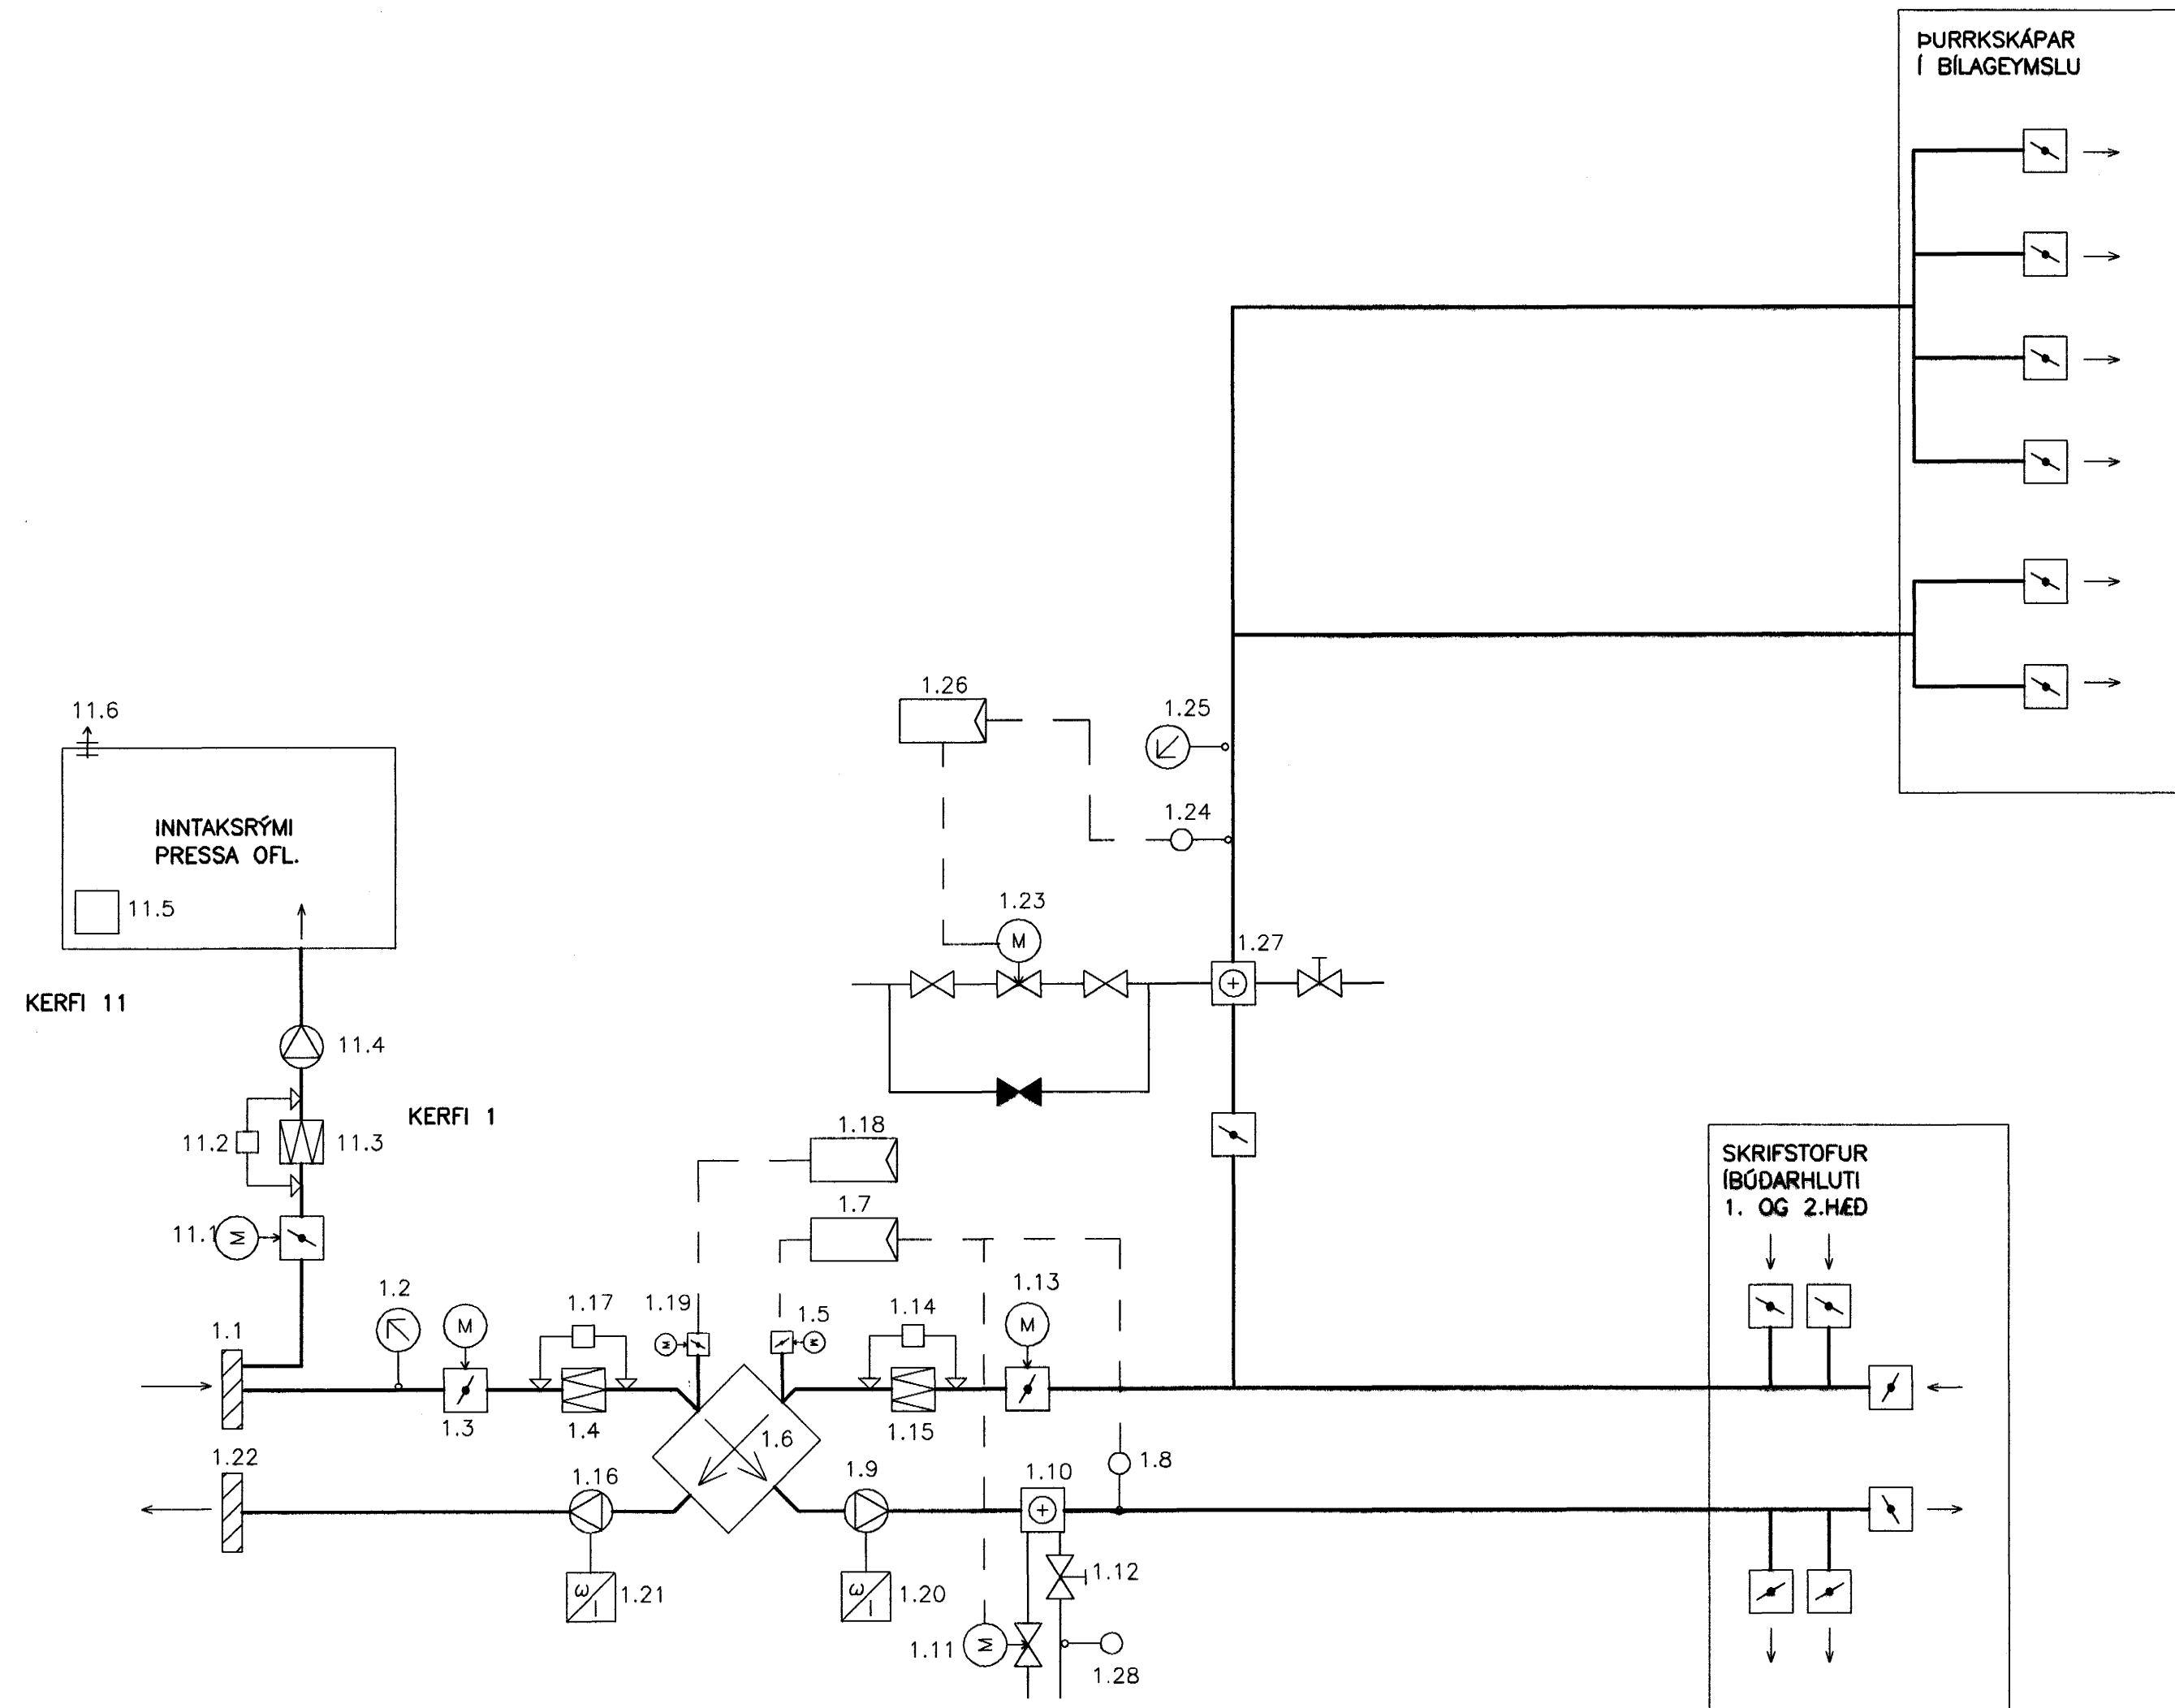 ÞURRKSKÁPAR
Í BÍLAGEYMSLU
1.26
1.25
11.6
INNTAKSRÝMI
PRESSA OFL.
1.24
11.5
1.23
M
1.27
KERFI 11
11.4
KERFI 1
11.2
11.3
1.18
SKRIFSTOFUR
ÍBÚÐARHLUTI
1. OG 2.HÆÐ
1.7
11.1
M
1.2
1.13
1.17
1.19
1.5
1.14
1.1
M
M
M
M
1.3
1.4
1.15
1.6
1.22
1.16
1.9
1.10
1.8
1.12
ω
I
1.21
ω
I
1.20
1.11
M
1.28